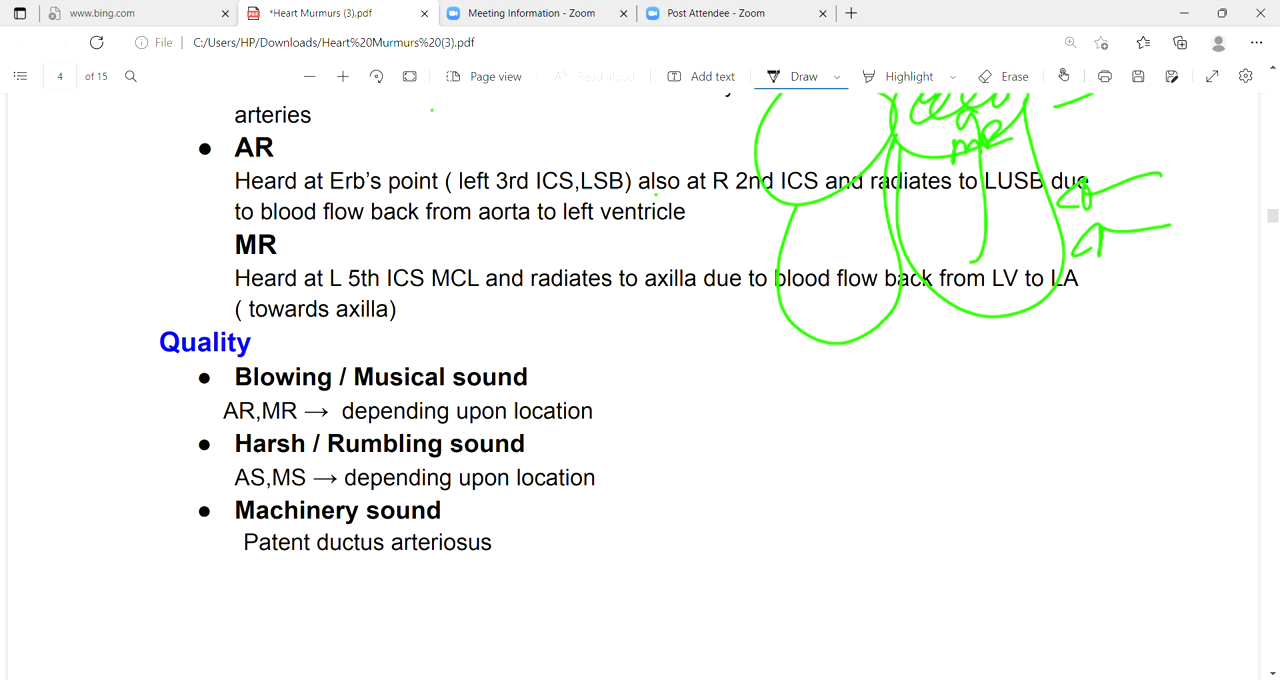 www.bing.com
*Heart Murmurs (3).pdf
Meeting Information - Zoom
Post Attendee - Zoom
File
C:/Users/HP/Downloads/Heart%20Murmurs%20(3).pdf
4 of 15
Page view
Read aloud
Add text
Draw
Highlight
Erase
arteries
● AR
Heard at Erb’s point ( left 3rd ICS,LSB) also at R 2nd ICS and radiates to LUSB due
to blood flow back from aorta to left ventricle
MR
Heard at L 5th ICS MCL and radiates to axilla due to blood flow back from LV to LA
( towards axilla)
Quality
● Blowing / Musical sound
AR,MR → depending upon location
● Harsh / Rumbling sound
AS,MS → depending upon location
● Machinery sound
Patent ductus arteriosus